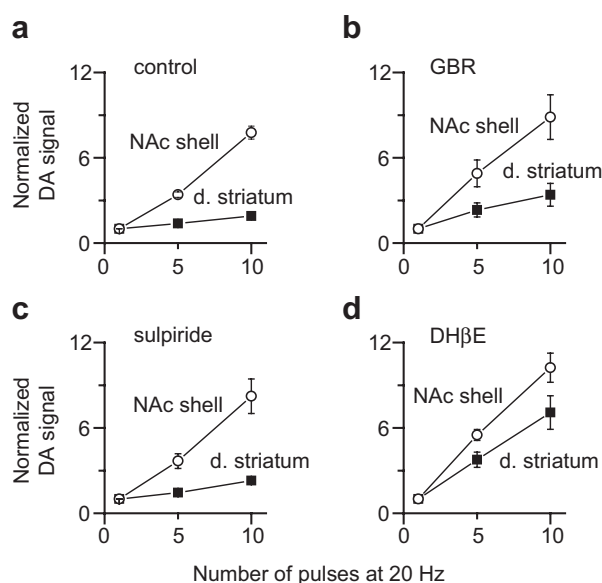 a
control
12
6
0
Normalized
DA signal
NAc shell
d. striatum
0
5
10
b
GBR
12
6
0
NAc shell
d. striatum
0
5
10
c
sulpiride
12
6
0
Normalized
DA signal
NAc shell
d. striatum
0
5
10
d
DHβE
12
6
0
NAc shell
d. striatum
0
5
10
Number of pulses at 20 Hz